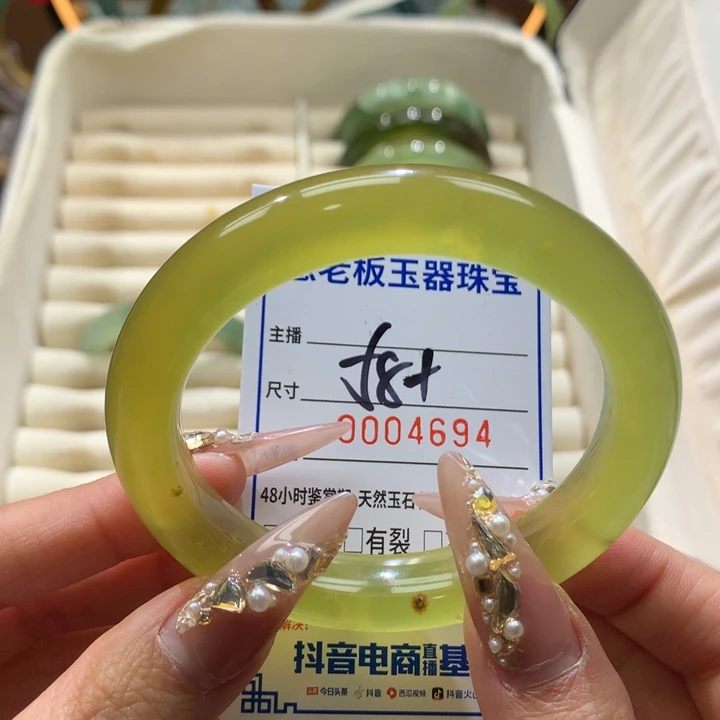 老板玉器珠宝
主播
尺寸 58+
0004694
48小时鉴赏期 天然玉石
□有裂 □
解决:
抖音电商直播基
今日头条 抖音 西瓜视频 抖音火山